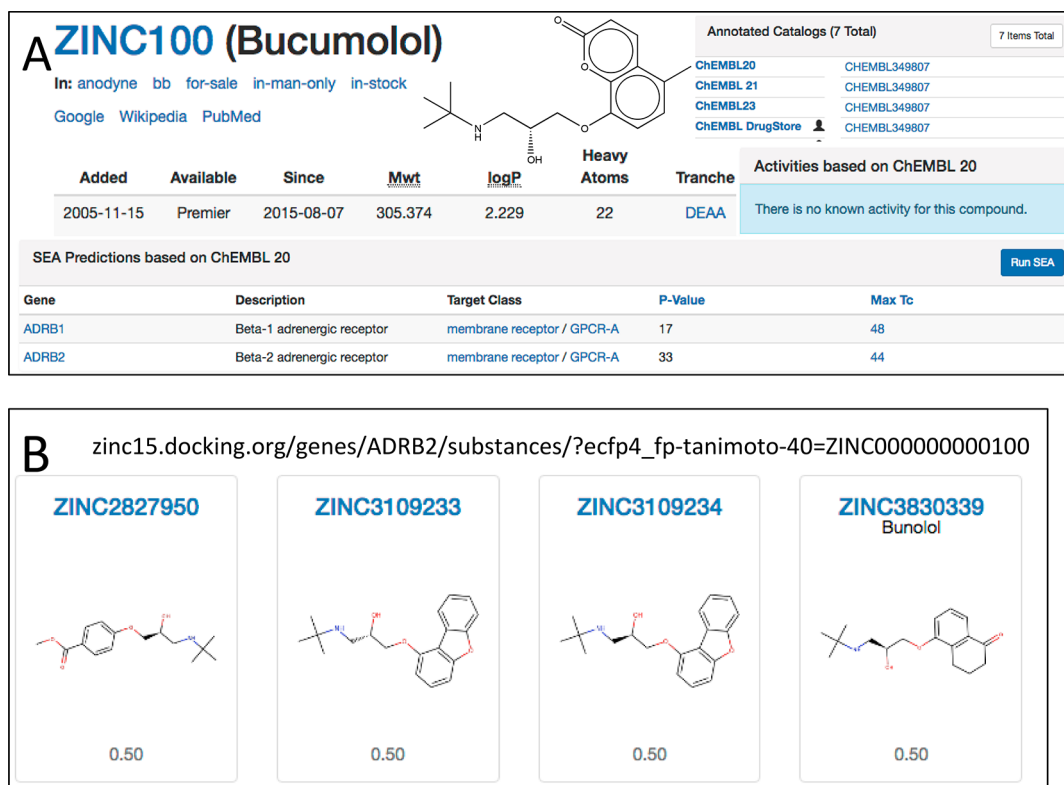 A
ZINC100 (Bucumolol)
In: anodyne bb for-sale in-man-only in-stock
Google Wikipedia PubMed
O
O
O
N
H
OH
Annotated Catalogs (7 Total)
7 Items Total
ChEMBL20 CHEMBL349807
ChEMBL 21 CHEMBL349807
ChEMBL23 CHEMBL349807
ChEMBL DrugStore CHEMBL349807
Added Available Since Mwt logP Heavy Atoms Tranche
2005-11-15 Premier 2015-08-07 305.374 2.229 22 DEAA
Activities based on ChEMBL 20
There is no known activity for this compound.
SEA Predictions based on ChEMBL 20
Run SEA
Gene Description Target Class P-Value Max Tc
ADRB1 Beta-1 adrenergic receptor membrane receptor / GPCR-A 17 48
ADRB2 Beta-2 adrenergic receptor membrane receptor / GPCR-A 33 44
B
zinc15.docking.org/genes/ADRB2/substances/?ecfp4_fp-tanimoto-40=ZINC000000000100
ZINC2827950 ZINC3109233 ZINC3109234 ZINC3830339
Bunolol
0.50 0.50 0.50 0.50